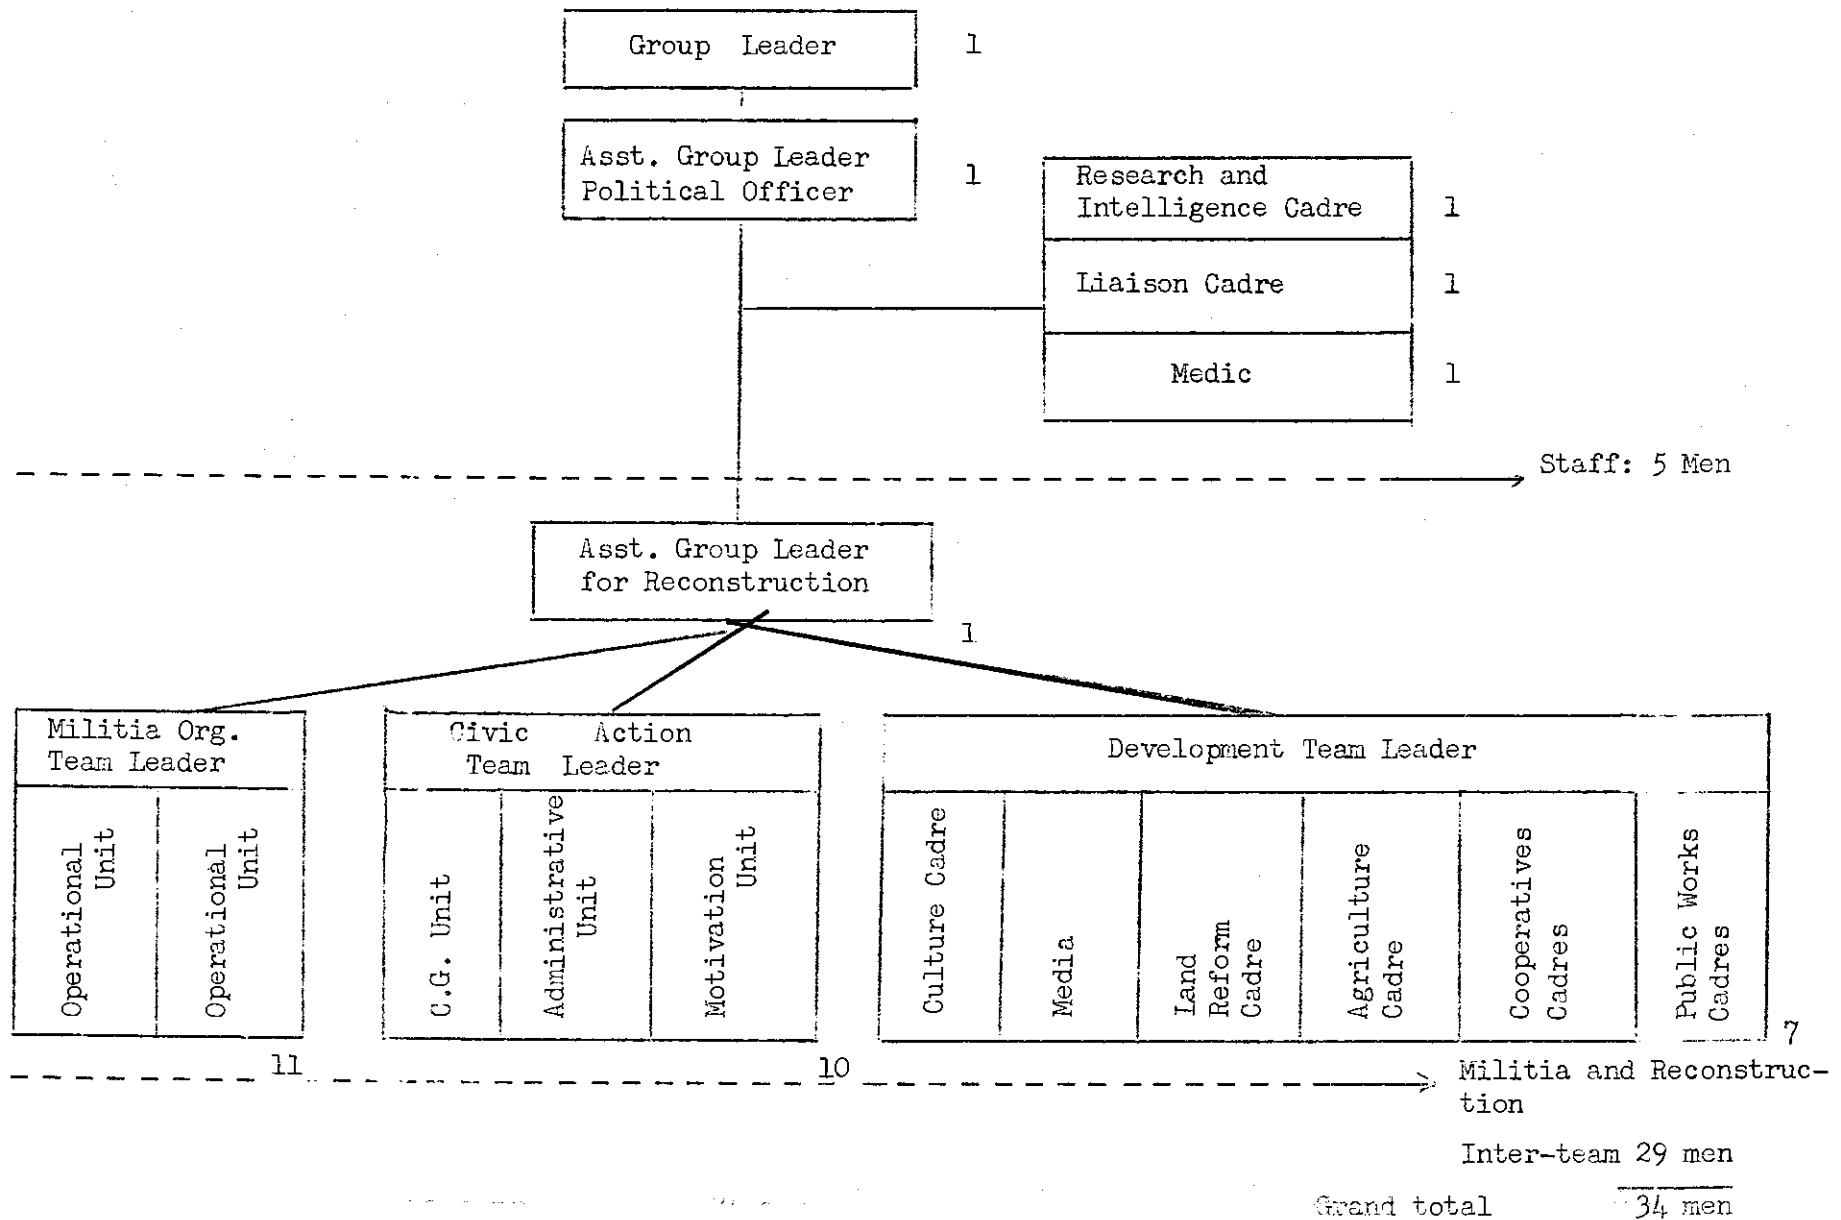 Group Leader 1
Asst. Group Leader
Political Officer 1
Research and
Intelligence Cadre 1
Liaison Cadre 1
Medic 1
Staff: 5 Men
Asst. Group Leader
for Reconstruction
1
Militia Org.
Team Leader
Operational
Unit
Operational
Unit
11
Civic Action
Team Leader
C.G. Unit
Administrative
Unit
Motivation
Unit
10
Development Team Leader
Culture Cadre
Media
Land
Reform
Cadre
Agriculture
Cadre
Cooperatives
Cadres
Public Works
Cadres
7
Militia and Reconstruc-
tion
Inter-team 29 men
Grand total 34 men